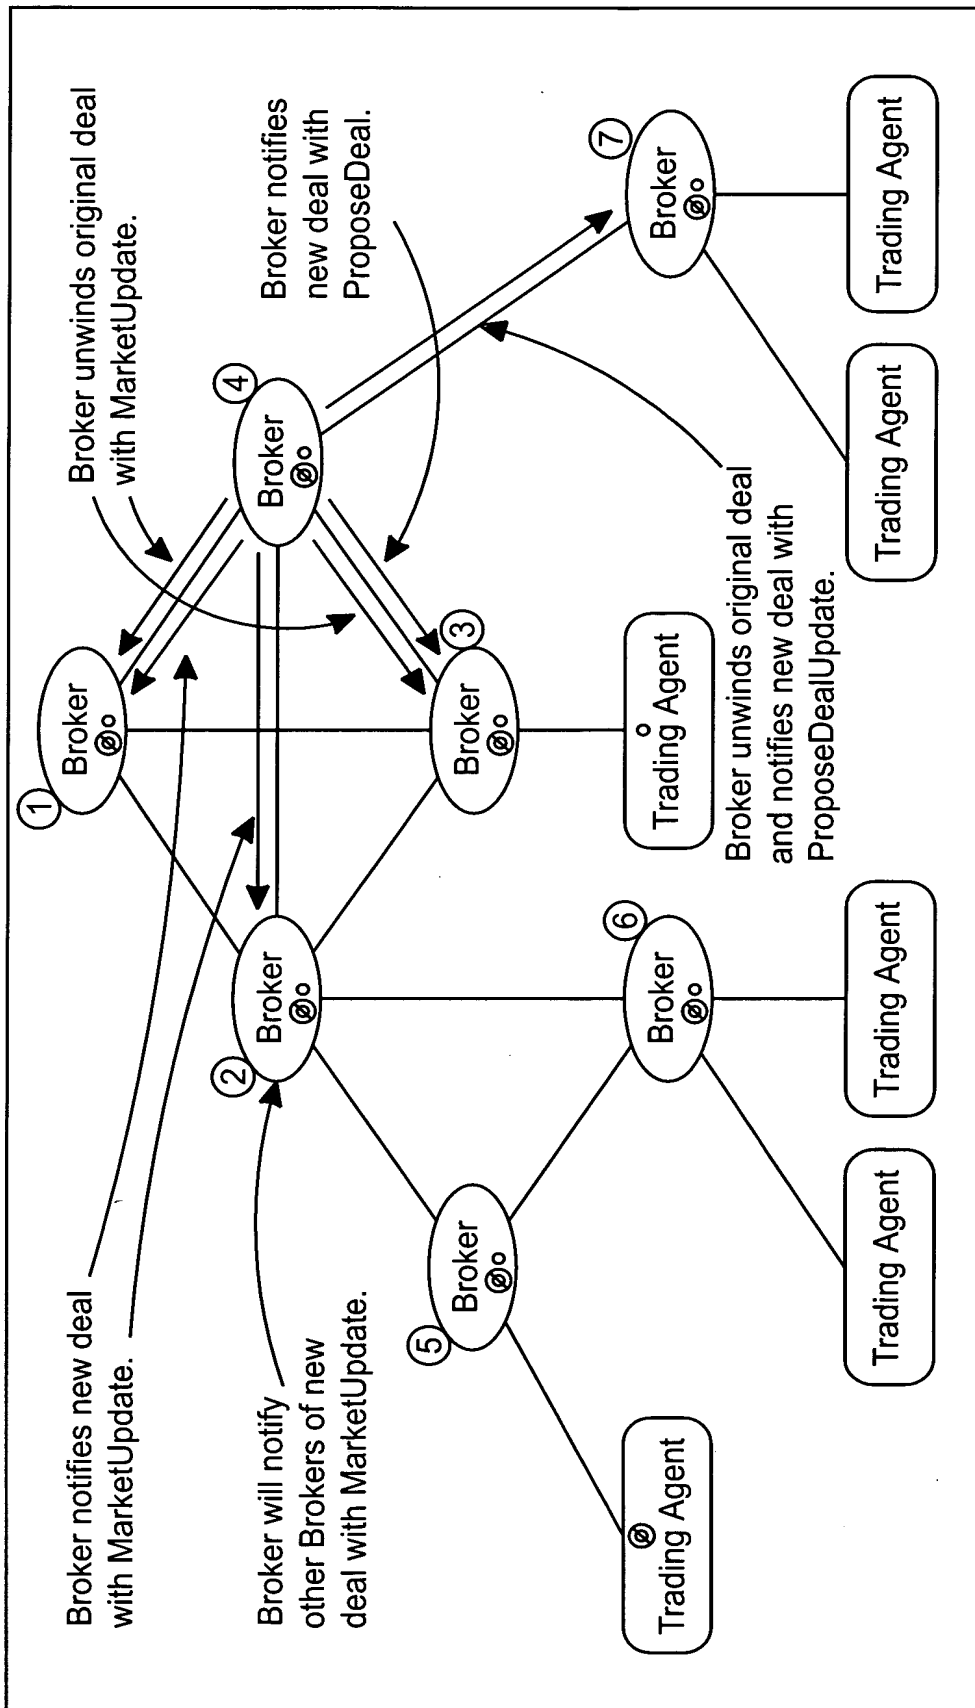 Broker notifies new deal
with MarketUpdate.
Broker unwinds original deal
with MarketUpdate.
1
Broker
Broker will notify
other Brokers of new
deal with MarketUpdate.
2
Broker
4
Broker
Broker notifies
new deal with
ProposeDeal.
5
Broker
3
Broker
Trading Agent
6
Broker
Trading Agent
7
Broker
Broker unwinds original deal
and notifies new deal with
ProposeDealUpdate.
Trading Agent
Trading Agent
Trading Agent
Trading Agent